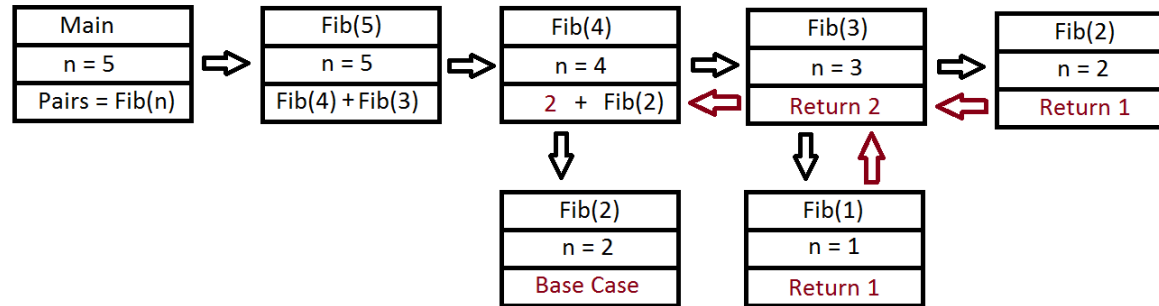 Main
n = 5
Pairs = Fib(n)
Fib(5)
n = 5
Fib(4) + Fib(3)
Fib(4)
n = 4
2 + Fib(2)
Fib(3)
n = 3
Return 2
Fib(2)
n = 2
Return 1
Fib(2)
n = 2
Base Case
Fib(1)
n = 1
Return 1